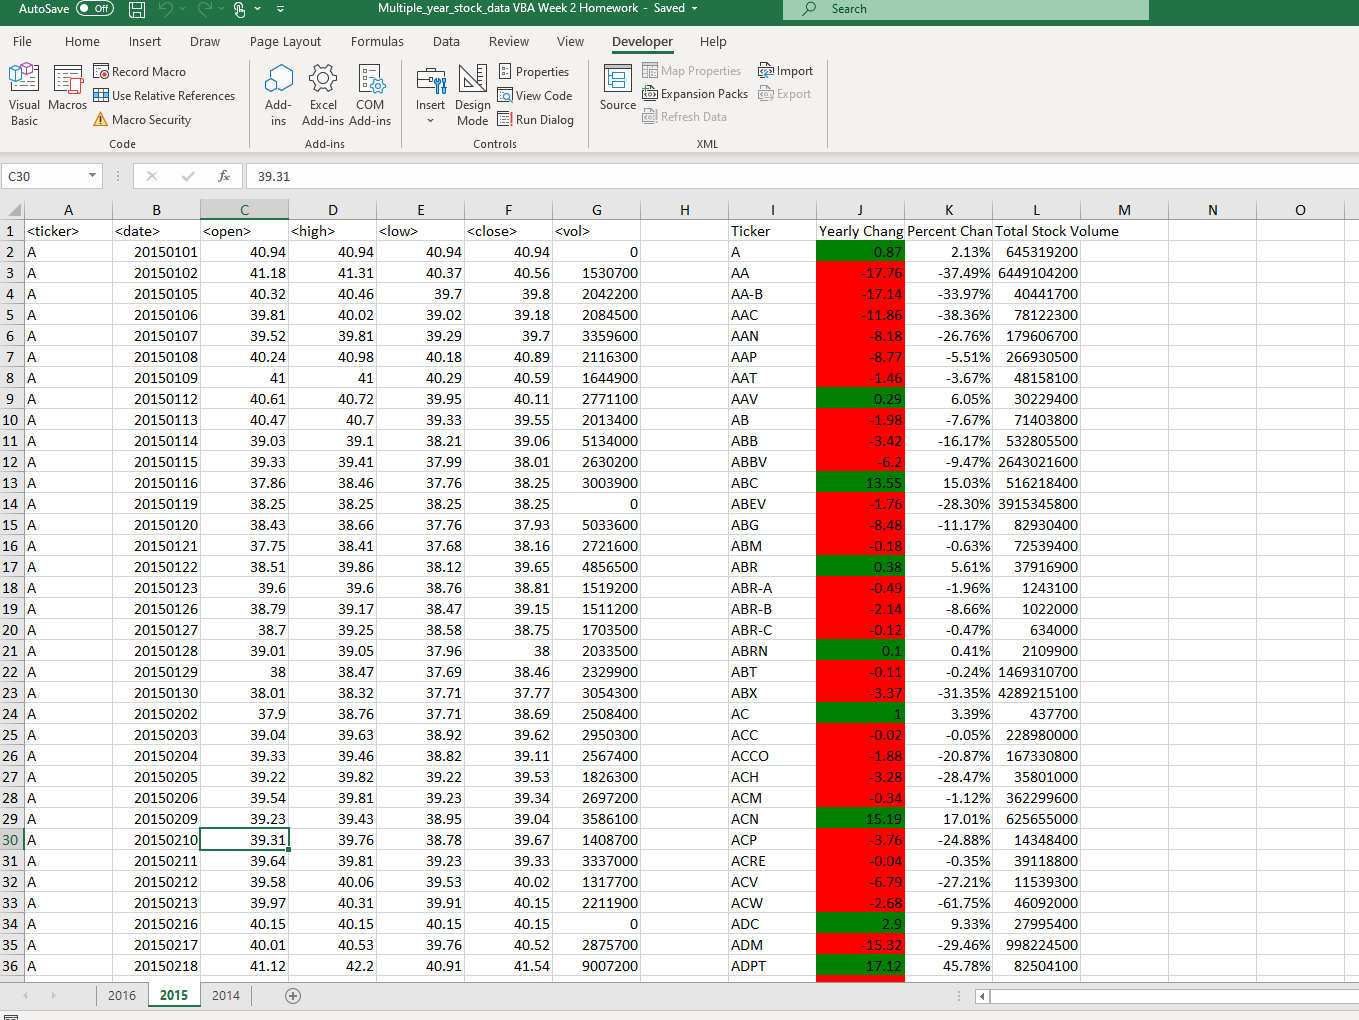 AutoSave Off Multiple_year_stock_data VBA Week 2 Homework - Saved Search
File Home Insert Draw Page Layout Formulas Data Review View Developer Help
Visual Basic
Macros
Record Macro
Use Relative References
Macro Security
Code
Add-ins
Excel Add-ins
COM Add-ins
Add-ins
Insert
Design Mode
Properties
View Code
Run Dialog
Controls
Source
Map Properties
Expansion Packs
Refresh Data
Import
Export
XML
C30 fx 39.31
A B C D E F G H I J K L M N O
1 <ticker> <date> <open> <high> <low> <close> <vol> Ticker Yearly Chang Percent Chan Total Stock Volume
2 A 20150101 40.94 40.94 40.94 40.94 0 A 0.87 2.13% 645319200
3 A 20150102 41.18 41.31 40.37 40.56 1530700 AA -17.76 -37.49% 6449104200
4 A 20150105 40.32 40.46 39.7 39.8 2042200 AA-B -17.14 -33.97% 40441700
5 A 20150106 39.81 40.02 39.02 39.18 2084500 AAC -11.86 -38.36% 78122300
6 A 20150107 39.52 39.81 39.29 39.7 3359600 AAN -8.18 -26.76% 179606700
7 A 20150108 40.24 40.98 40.18 40.89 2116300 AAP -8.77 -5.51% 266930500
8 A 20150109 41 41 40.29 40.59 1644900 AAT -1.46 -3.67% 48158100
9 A 20150112 40.61 40.72 39.95 40.11 2771100 AAV 0.29 6.05% 30229400
10 A 20150113 40.47 40.7 39.33 39.55 2013400 AB -1.98 -7.67% 71403800
11 A 20150114 39.03 39.1 38.21 39.06 5134000 ABB -3.42 -16.17% 532805500
12 A 20150115 39.33 39.41 37.99 38.01 2630200 ABBV -6.2 -9.47% 2643021600
13 A 20150116 37.86 38.46 37.76 38.25 3003900 ABC 13.55 15.03% 516218400
14 A 20150119 38.25 38.25 38.25 38.25 0 ABEV -1.76 -28.30% 3915345800
15 A 20150120 38.43 38.66 37.76 37.93 5033600 ABG -8.48 -11.17% 82930400
16 A 20150121 37.75 38.41 37.68 38.16 2721600 ABM -0.18 -0.63% 72539400
17 A 20150122 38.51 39.86 38.12 39.65 4856500 ABR 0.38 5.61% 37916900
18 A 20150123 39.6 39.6 38.76 38.81 1519200 ABR-A -0.49 -1.96% 1243100
19 A 20150126 38.79 39.17 38.47 39.15 1511200 ABR-B -2.14 -8.66% 1022000
20 A 20150127 38.7 39.25 38.58 38.75 1703500 ABR-C -0.12 -0.47% 634000
21 A 20150128 39.01 39.05 37.96 38 2033500 ABRN 0.1 0.41% 2109900
22 A 20150129 38 38.47 37.69 38.46 2329900 ABT -0.11 -0.24% 1469310700
23 A 20150130 38.01 38.32 37.71 37.77 3054300 ABX -3.37 -31.35% 4289215100
24 A 20150202 37.9 38.76 37.71 38.69 2508400 AC 1 3.39% 437700
25 A 20150203 39.04 39.63 38.92 39.62 2950300 ACC -0.02 -0.05% 228980000
26 A 20150204 39.33 39.46 38.82 39.11 2567400 ACCO -1.88 -20.87% 167330800
27 A 20150205 39.22 39.82 39.22 39.53 1826300 ACH -3.28 -28.47% 35801000
28 A 20150206 39.54 39.81 39.23 39.34 2697200 ACM -0.34 -1.12% 362299600
29 A 20150209 39.23 39.43 38.95 39.04 3586100 ACN 15.19 17.01% 625655000
30 A 20150210 39.31 39.76 38.78 39.67 1408700 ACP -3.76 -24.88% 14348400
31 A 20150211 39.64 39.81 39.23 39.33 3337000 ACRE -0.04 -0.35% 39118800
32 A 20150212 39.58 40.06 39.53 40.02 1317700 ACV -6.79 -27.21% 11539300
33 A 20150213 39.97 40.31 39.91 40.15 2211900 ACW -2.68 -61.75% 46092000
34 A 20150216 40.15 40.15 40.15 40.15 0 ADC 2.9 9.33% 27995400
35 A 20150217 40.01 40.53 39.76 40.52 2875700 ADM -15.32 -29.46% 998224500
36 A 20150218 41.12 42.2 40.91 41.54 9007200 ADPT 17.12 45.78% 82504100
2016 2015 2014